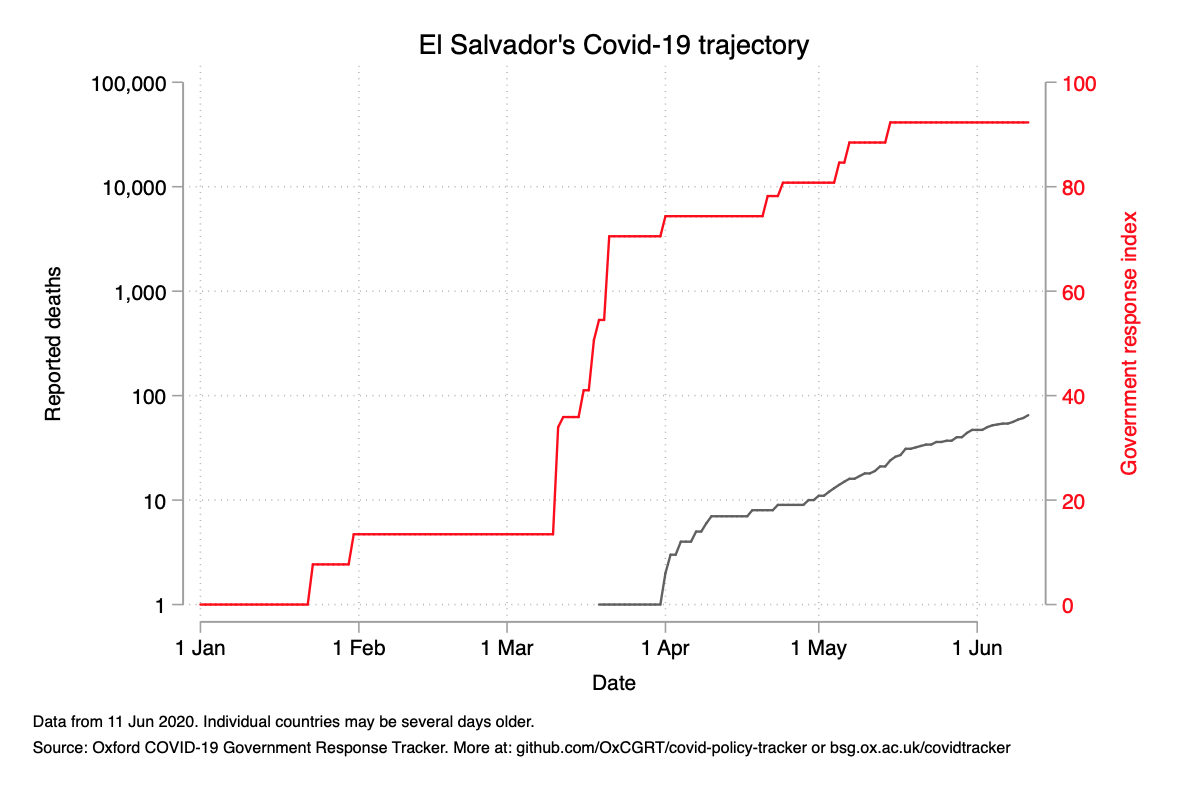 El Salvador's Covid-19 trajectory
100,000
10,000
1,000
100
10
1
Reported deaths
100
80
60
40
20
0
Government response index
1 Jan 1 Feb 1 Mar 1 Apr 1 May 1 Jun
Date
Data from 11 Jun 2020. Individual countries may be several days older.
Source: Oxford COVID-19 Government Response Tracker. More at: github.com/OxCGRT/covid-policy-tracker or bsg.ox.ac.uk/covidtracker